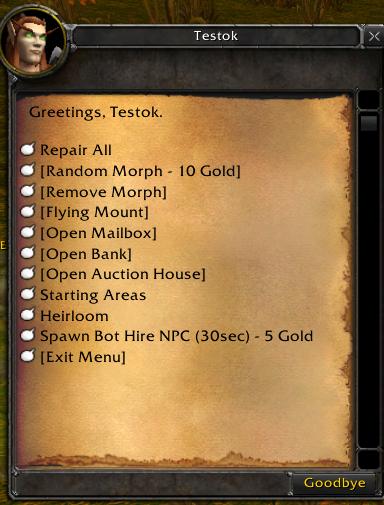 Testok
Greetings, Testok.
Repair All
[Random Morph - 10 Gold]
[Remove Morph]
[Flying Mount]
[Open Mailbox]
[Open Bank]
[Open Auction House]
Starting Areas
Heirloom
Spawn Bot Hire NPC (30sec) - 5 Gold
[Exit Menu]
Goodbye
E